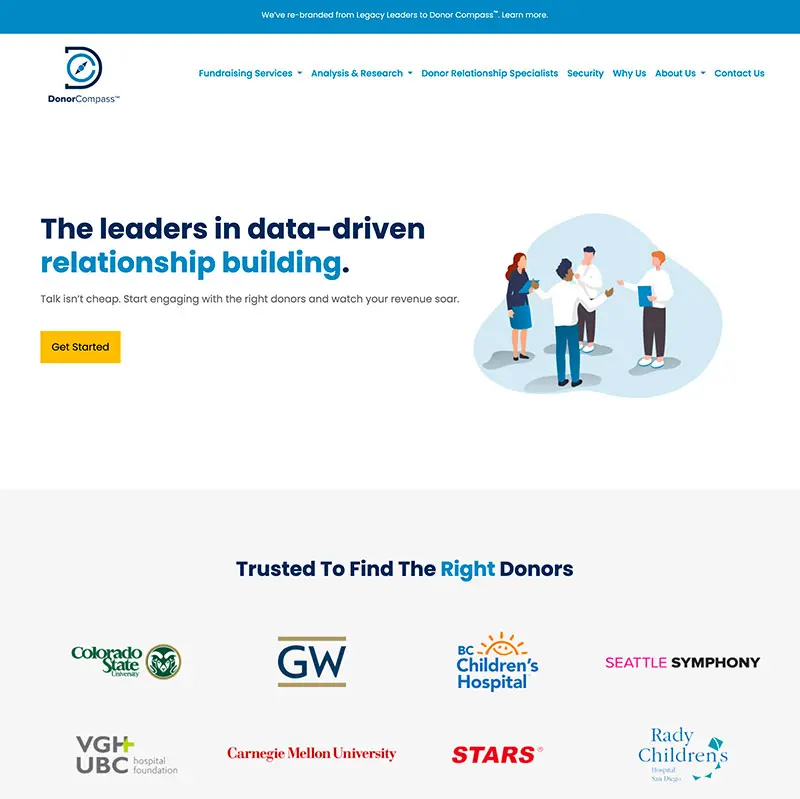 We've re-branded from Legacy Leaders to Donor Compass™. Learn more.
DonorCompass™
Fundraising Services
Analysis & Research
Donor Relationship Specialists
Security
Why Us
About Us
Contact Us
The leaders in data-driven
relationship building.
Talk isn't cheap. Start engaging with the right donors and watch your revenue soar.
Get Started
Trusted To Find The Right Donors
Colorado
State
University
GW
BC
Children's
Hospital
SEATTLE SYMPHONY
VGH+
UBC hospital
foundation
Carnegie Mellon University
STARS®
Rady
Children's
Hospital
San Diego